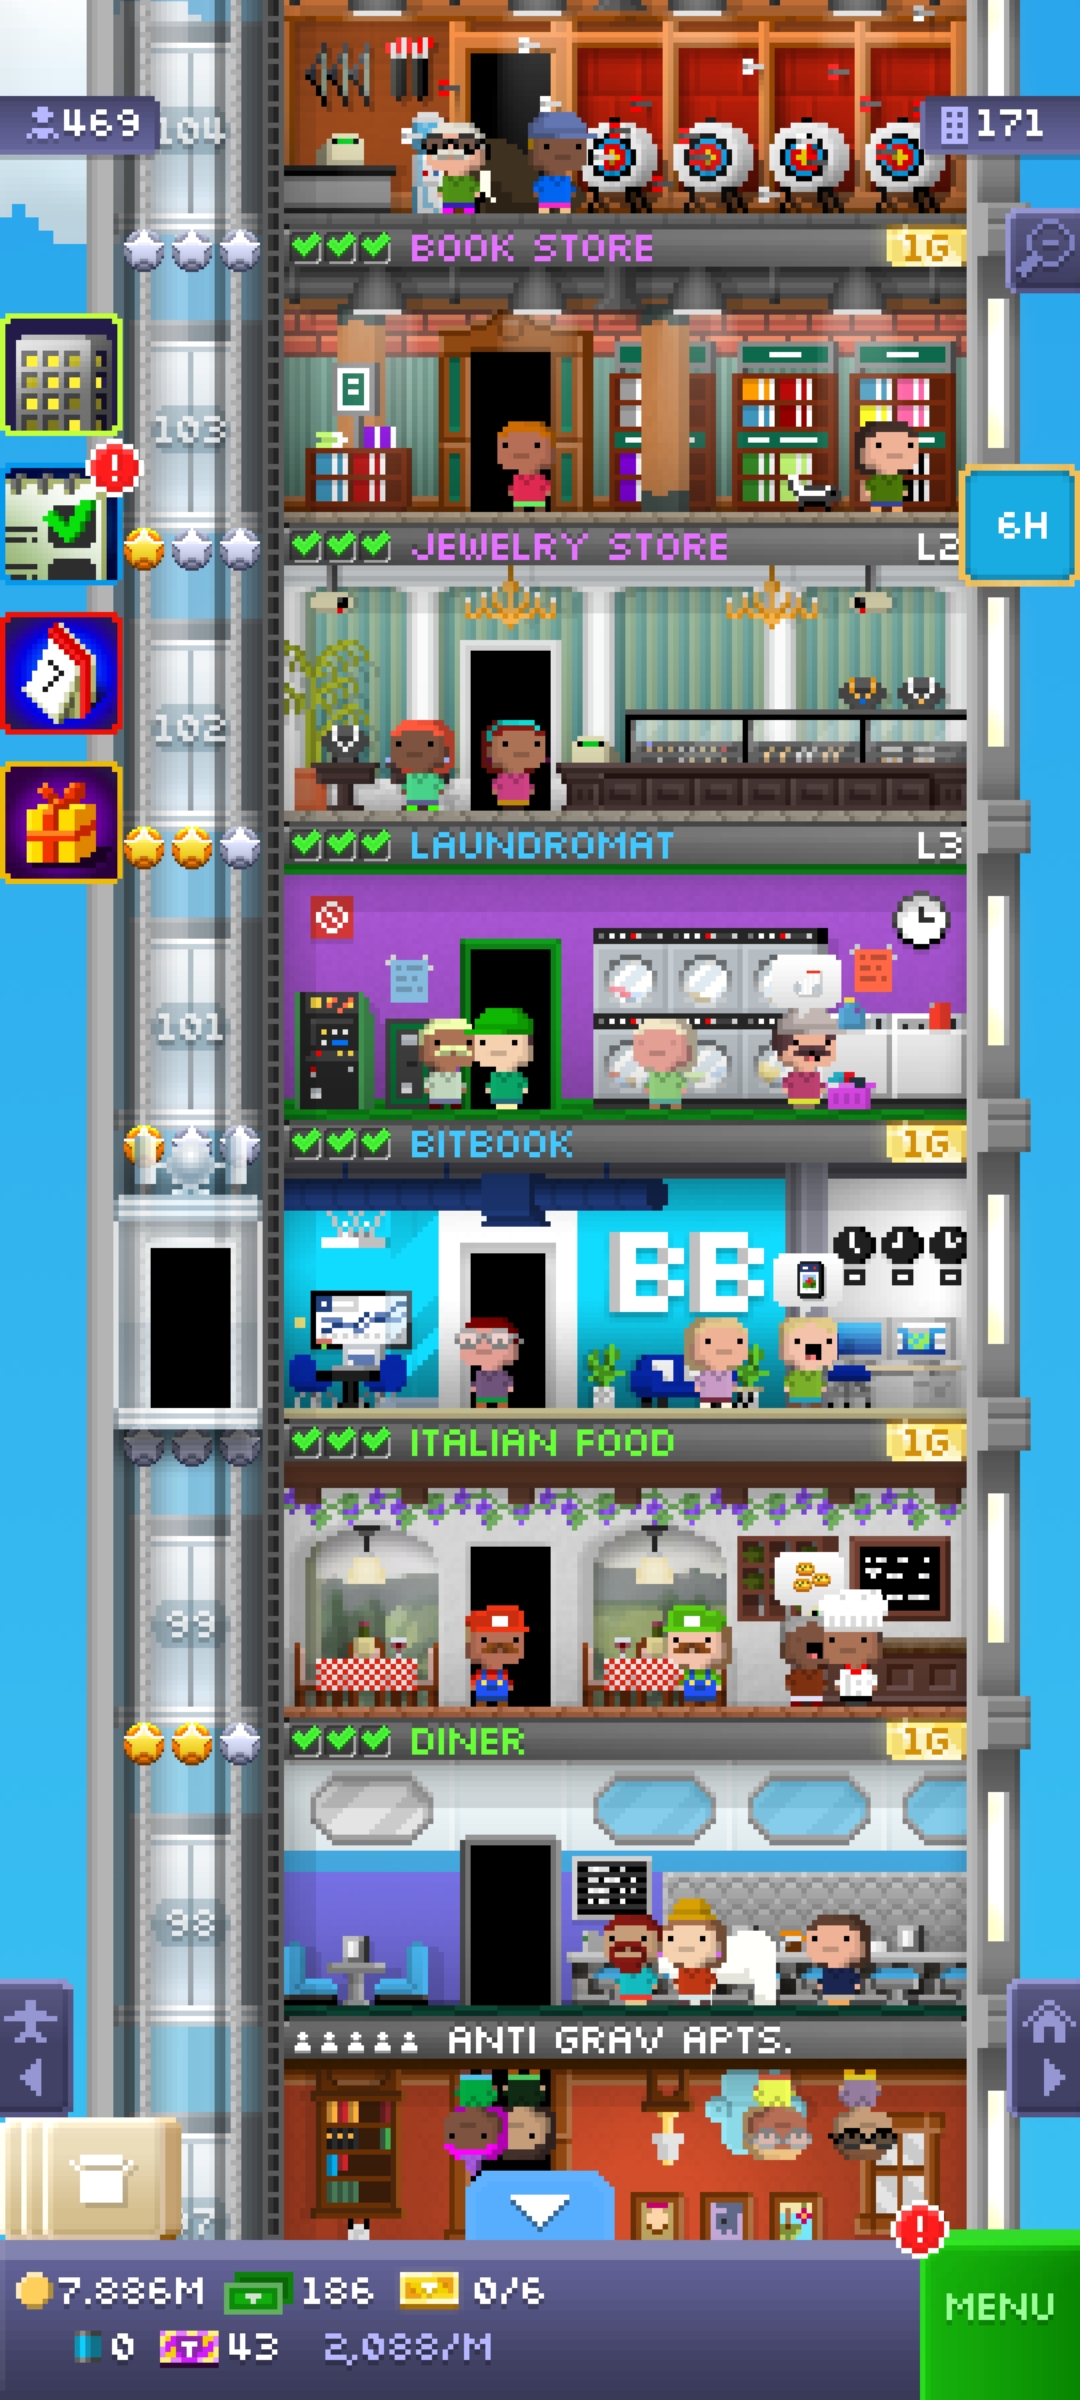 469
104
171
BOOK STORE
1G
103
JEWELRY STORE
L2
6H
102
LAUNDROMAT
L3
101
BITBOOK
1G
BB
ITALIAN FOOD
1G
99
DINER
1G
98
ANTI GRAV APTS.
7.886M
186
0/6
MENU
0
43
2,088/M